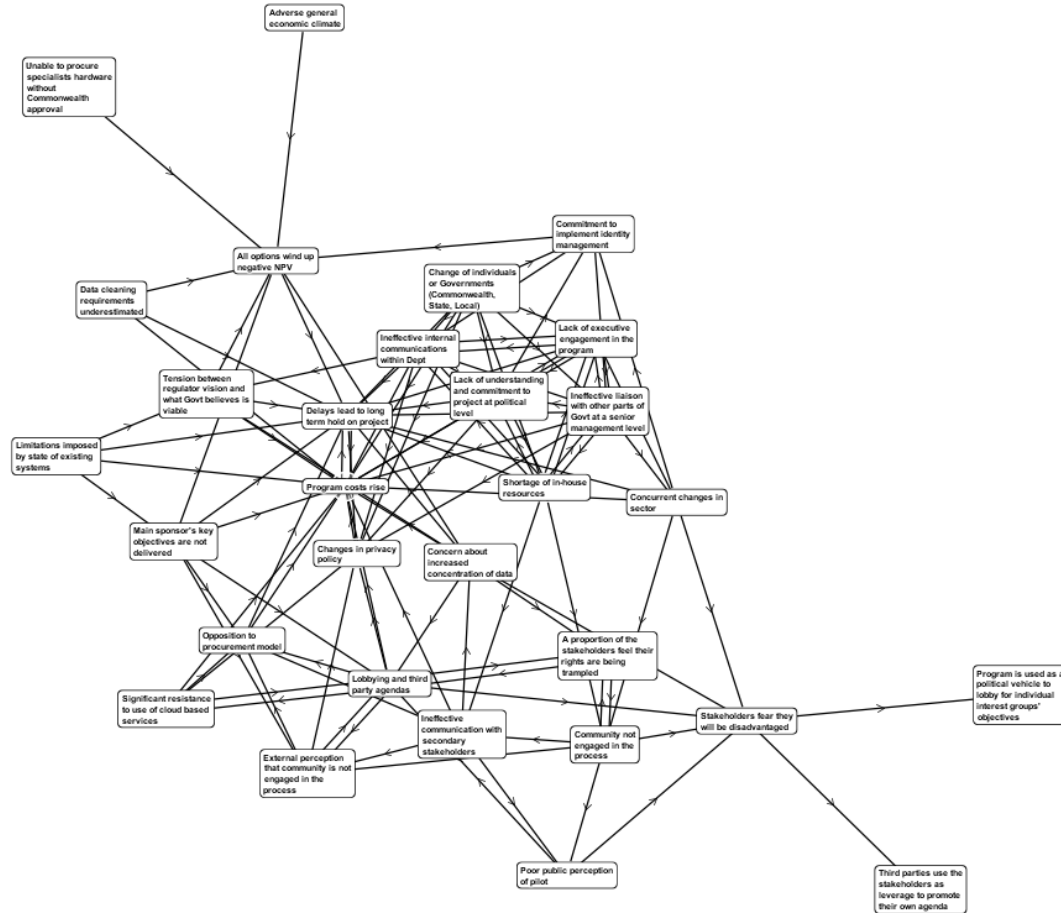 Adverse general
economic climate
Unable to procure
specialists hardware
without
Commonwealth
approval
Commitment to
implement identity
management
All options wind up
negative NPV
Change of individuals
or Governments
(Commonwealth,
State, Local)
Data cleaning
requirements
underestimated
Lack of executive
engagement in the
program
Ineffective internal
communications
within Dept
Tension between
regulator vision and
what Govt believes is
viable
Lack of understanding
and commitment to
project at political
level
Ineffective liaison
with other parts of
Govt at a senior
management level
Delays lead to long
term hold on project
Limitations imposed
by state of existing
systems
Program costs rise
Shortage of in-house
resources
Concurrent changes in
sector
Main sponsor's key
objectives are not
delivered
Changes in privacy
policy
Concern about
increased
concentration of data
Opposition to
procurement model
A proportion of the
stakeholders feel their
rights are being
trampled
Lobbying and third
party agendas
Significant resistance
to use of cloud based
services
Ineffective
communication with
secondary
stakeholders
Stakeholders fear they
will be disadvantaged
Program is used as a
political vehicle to
lobby for individual
interest groups'
objectives
Community not
engaged in the
process
External perception
that community is not
engaged in the
process
Poor public perception
of pilot
Third parties use the
stakeholders as
leverage to promote
their own agenda